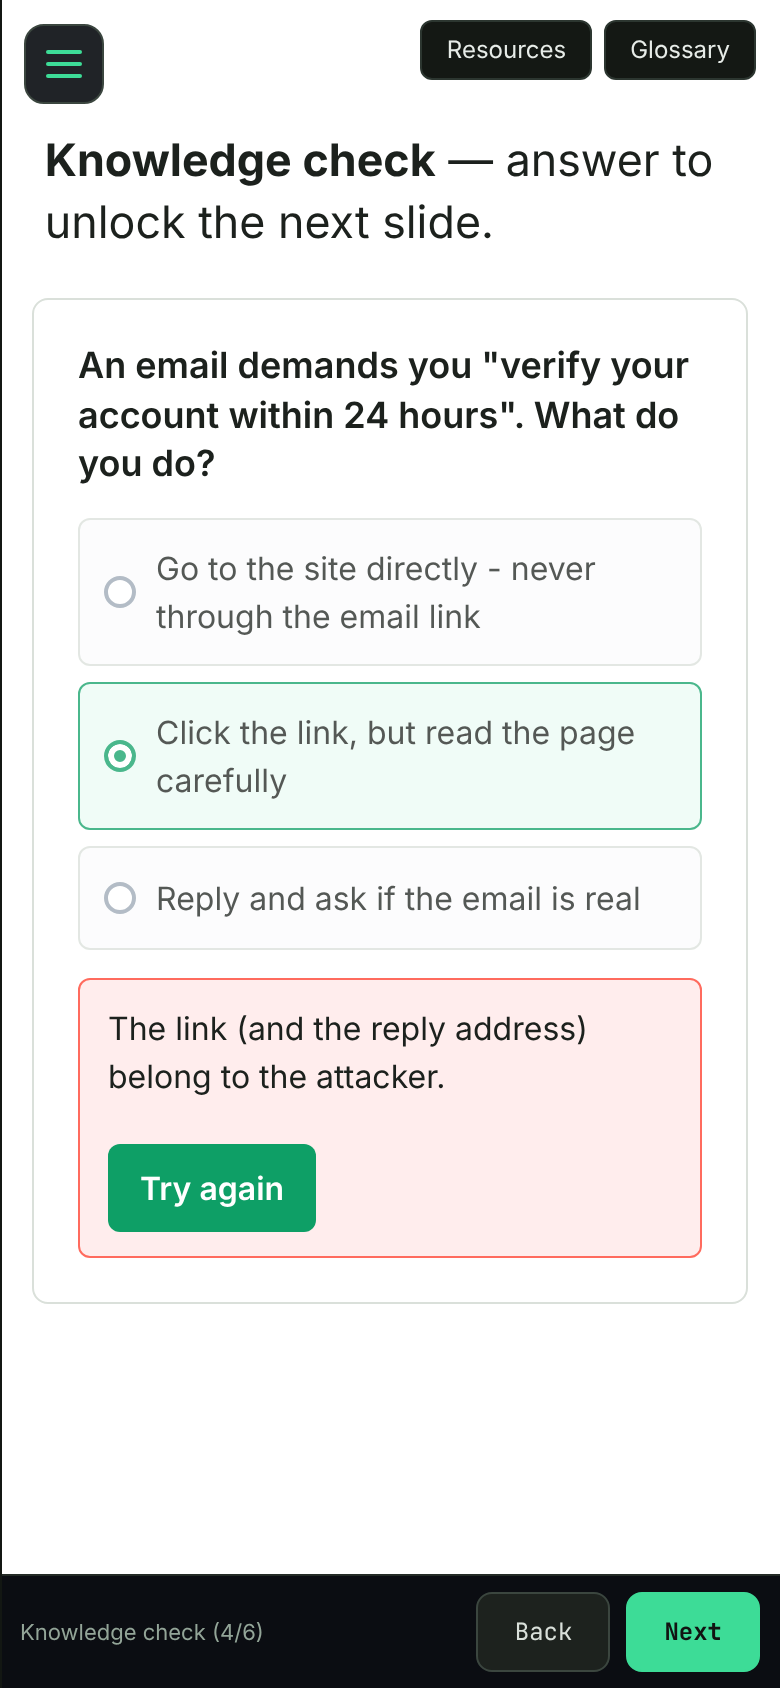 Resources
Glossary
Knowledge check — answer to
unlock the next slide.
An email demands you "verify your
account within 24 hours". What do
you do?
Go to the site directly - never
through the email link
Click the link, but read the page
carefully
Reply and ask if the email is real
The link (and the reply address)
belong to the attacker.
Try again
Knowledge check (4/6)
Back
Next